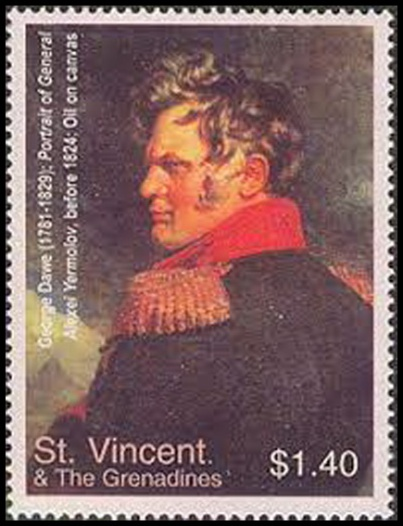 George Dawe (1781-1829); Portrait of General
Alexei Yermolov, before 1824; Oil on canvas
St. Vincent
& The Grenadines
$1.40